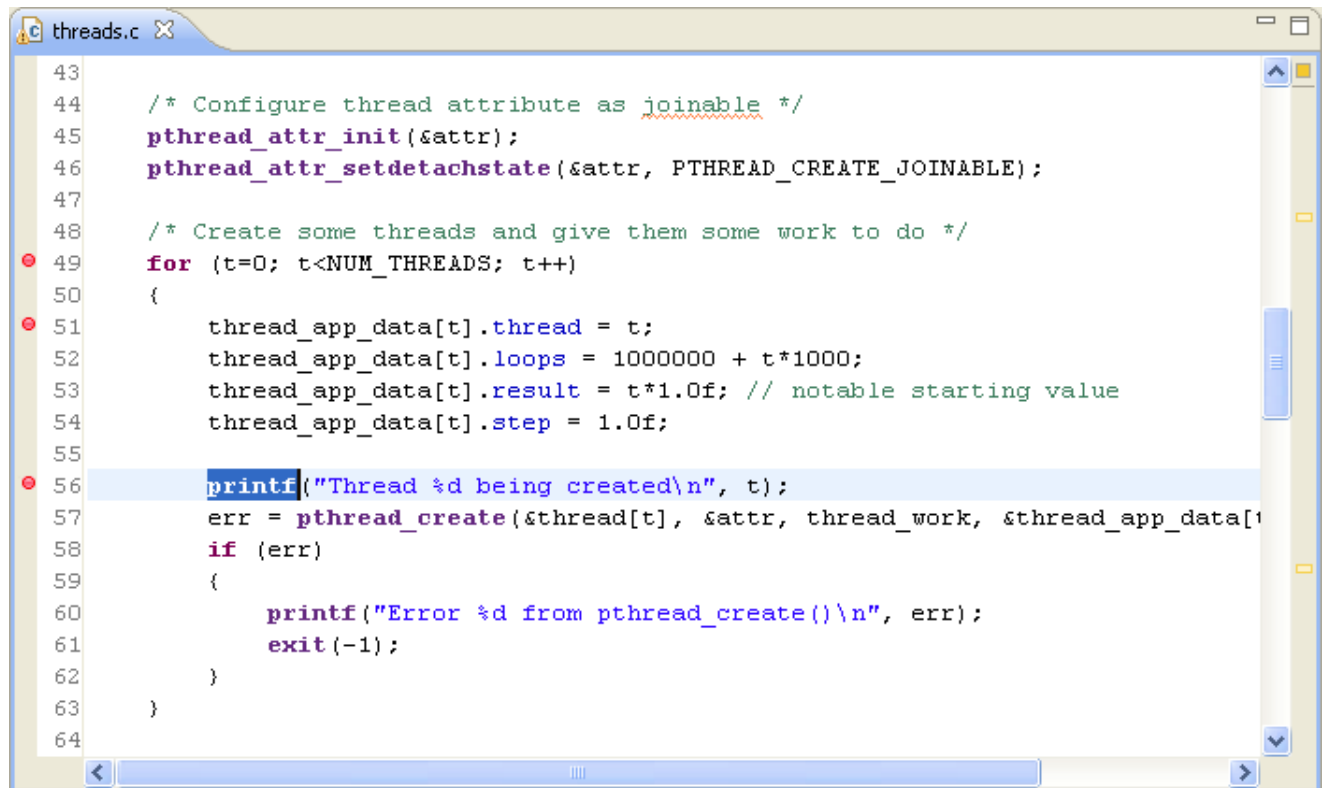 threads.c
43
44 /* Configure thread attribute as joinable */
45 pthread_attr_init(&attr);
46 pthread_attr_setdetachstate(&attr, PTHREAD_CREATE_JOINABLE);
47
48 /* Create some threads and give them some work to do */
49 for (t=0; t<NUM_THREADS; t++)
50 {
51 thread_app_data[t].thread = t;
52 thread_app_data[t].loops = 1000000 + t*1000;
53 thread_app_data[t].result = t*1.0f; // notable starting value
54 thread_app_data[t].step = 1.0f;
55
56 printf("Thread %d being created\n", t);
57 err = pthread_create(&thread[t], &attr, thread_work, &thread_app_data[t
58 if (err)
59 {
60 printf("Error %d from pthread_create()\n", err);
61 exit(-1);
62 }
63 }
64